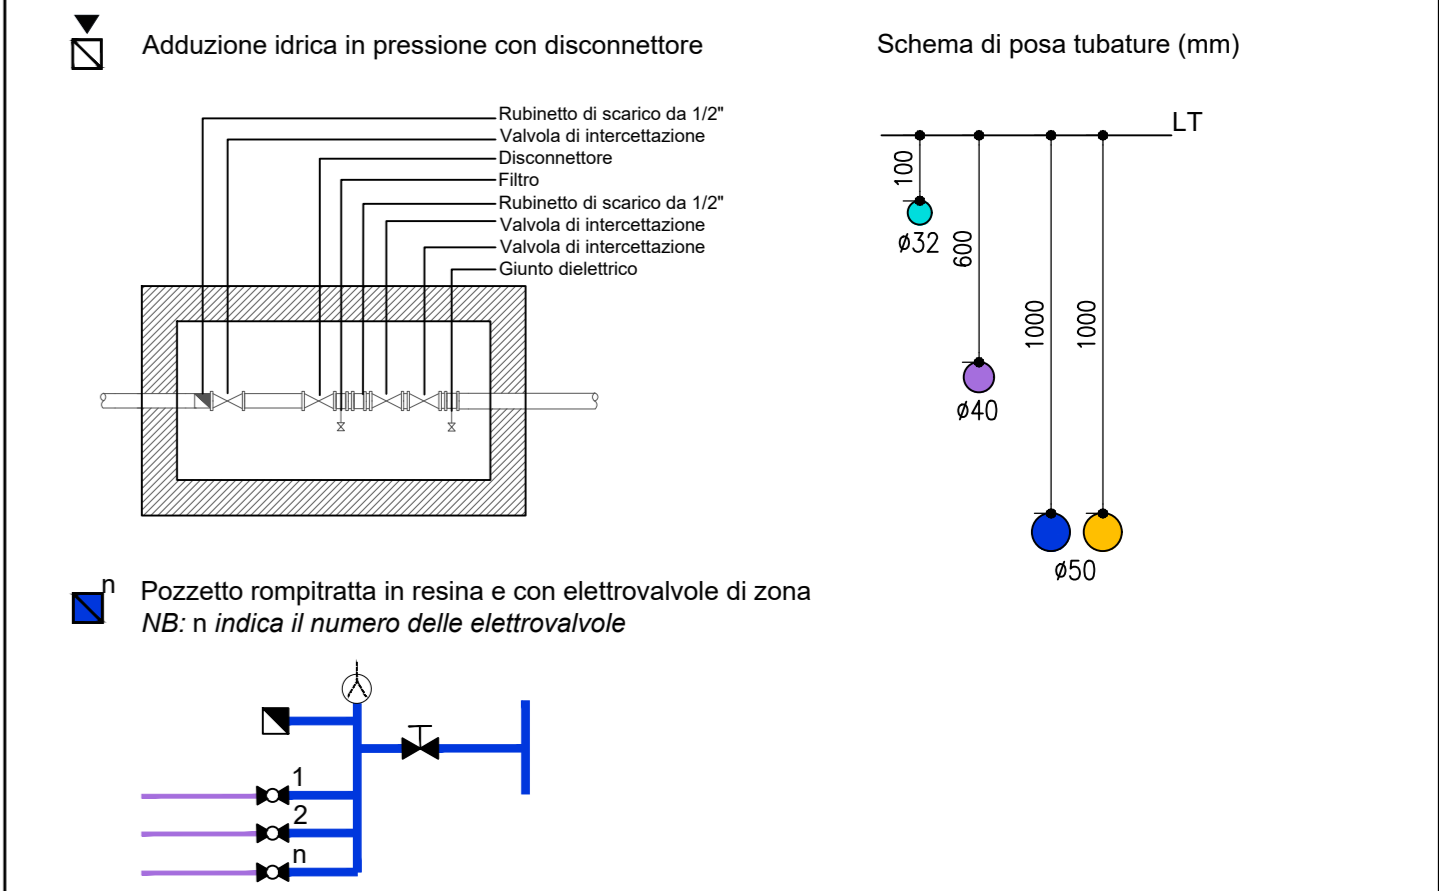 Adduzione idrica in pressione con disconnettore
Rubinetto di scarico da 1/2"
Valvola di intercettazione
Disconnettore
Filtro
Rubinetto di scarico da 1/2"
Valvola di intercettazione
Valvola di intercettazione
Giunto dielettrico
Schema di posa tubature (mm)
LT
100
ø32
600
ø40
1000
1000
ø50
n
Pozzetto rompitratta in resina e con elettrovalvole di zona
NB: n indica il numero delle elettrovalvole
1
2
n